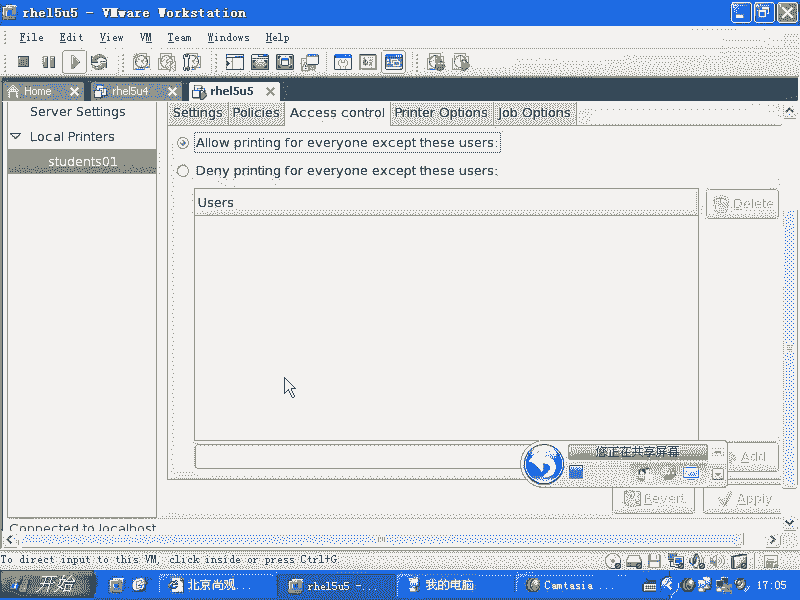 rhel5u5 - VMware Workstation
File Edit View VM Team Windows Help
Home rhel5u4 rhel5u5
Server Settings
Local Printers
students01
Settings Policies Access control Printer Options Job Options
Allow printing for everyone except these users:
Deny printing for everyone except these users:
Users
Delete
您正在共享屏幕
Add
Revert Apply
Connected to localhost
To direct input to this VM, click inside or press Ctrl+G.
开始 北京尚观... rhel5u5 -... 我的电脑 Camtasia ... 17:05